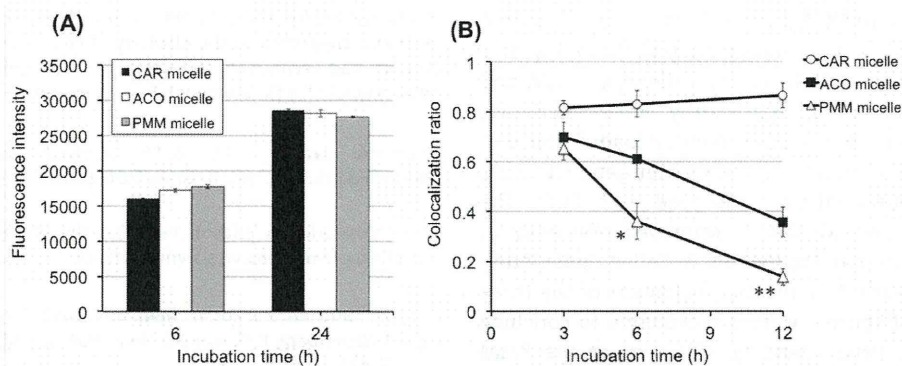 (A)
Fluorescence intensity
35000
30000
25000
20000
15000
10000
5000
0
CAR micelle
ACO micelle
PMM micelle
6
24
Incubation time (h)
(B)
Colocalization ratio
1
0.8
0.6
0.4
0.2
0
*
**
0
3
6
9
12
Incubation time (h)
CAR micelle
ACO micelle
PMM micelle